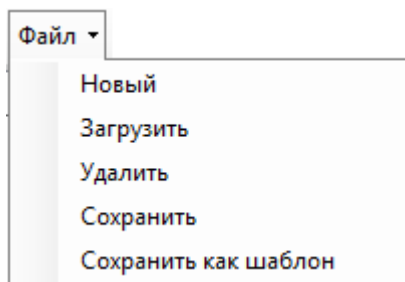 Файл
Новый
Загрузить
Удалить
Сохранить
Сохранить как шаблон